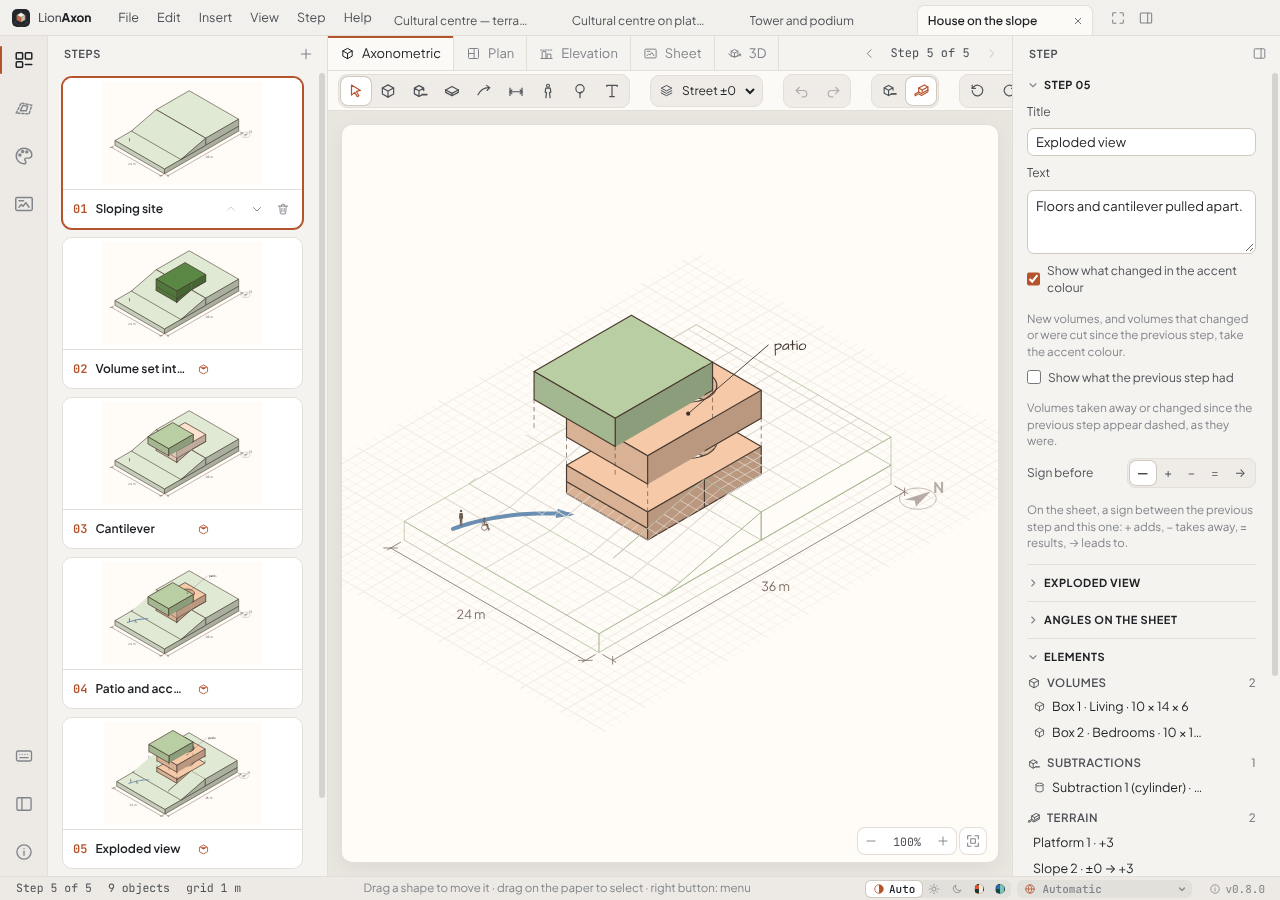 LionAxon
File Edit Insert View Step Help
Cultural centre — terra...
Cultural centre on plat...
Tower and podium
House on the slope
STEPS
Axonometric
Plan
Elevation
Sheet
3D
Step 5 of 5
STEP
Street ±0
01 Sloping site
02 Volume set int...
03 Cantilever
04 Patio and acc...
05 Exploded view
patio
N
24 m
36 m
100%
STEP 05
Title
Exploded view
Text
Floors and cantilever pulled apart.
Show what changed in the accent
colour
New volumes, and volumes that changed
or were cut since the previous step, take
the accent colour.
Show what the previous step had
Volumes taken away or changed since the
previous step appear dashed, as they
were.
Sign before
— + − = →
On the sheet, a sign between the previous
step and this one: + adds, − takes away, =
results, → leads to.
EXPLODED VIEW
ANGLES ON THE SHEET
ELEMENTS
VOLUMES 2
Box 1 · Living · 10 × 14 × 6
Box 2 · Bedrooms · 10 × 1...
SUBTRACTIONS 1
Subtraction 1 (cylinder) · ...
TERRAIN 2
Platform 1 · +3
Slope 2 · ±0 → +3
Step 5 of 5 9 objects grid 1 m
Drag a shape to move it · drag on the paper to select · right button: menu
Auto
Automatic
v0.8.0